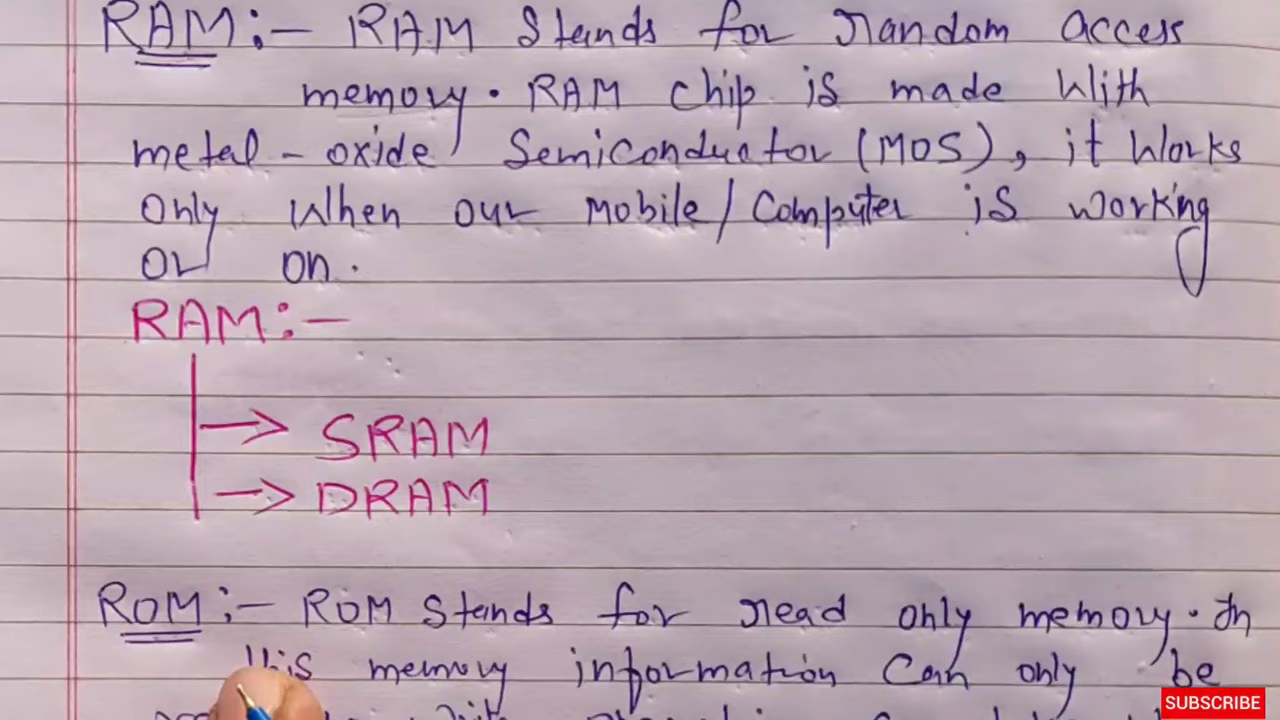 RAM:- RAM Stands for random access
memory. RAM chip is made with
metal-oxide Semiconductor (MOS), it works
only when our mobile/Computer is working
or on.
RAM:-
→ SRAM
→ DRAM
ROM:- ROM Stands for read only memory. In
this memory information can only be
SUBSCRIBE